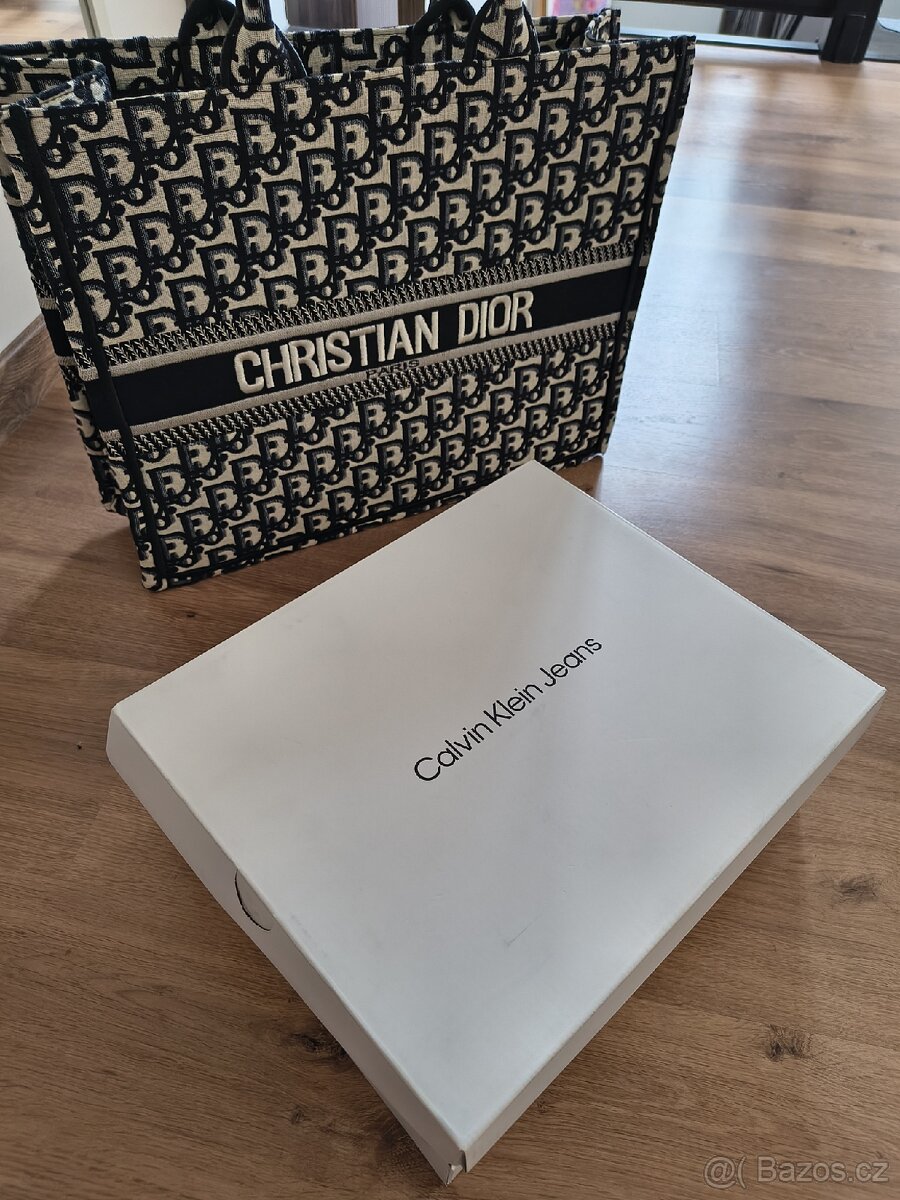 CHRISTIAN DIOR
PARIS
Calvin Klein Jeans
@( Bazos.cz